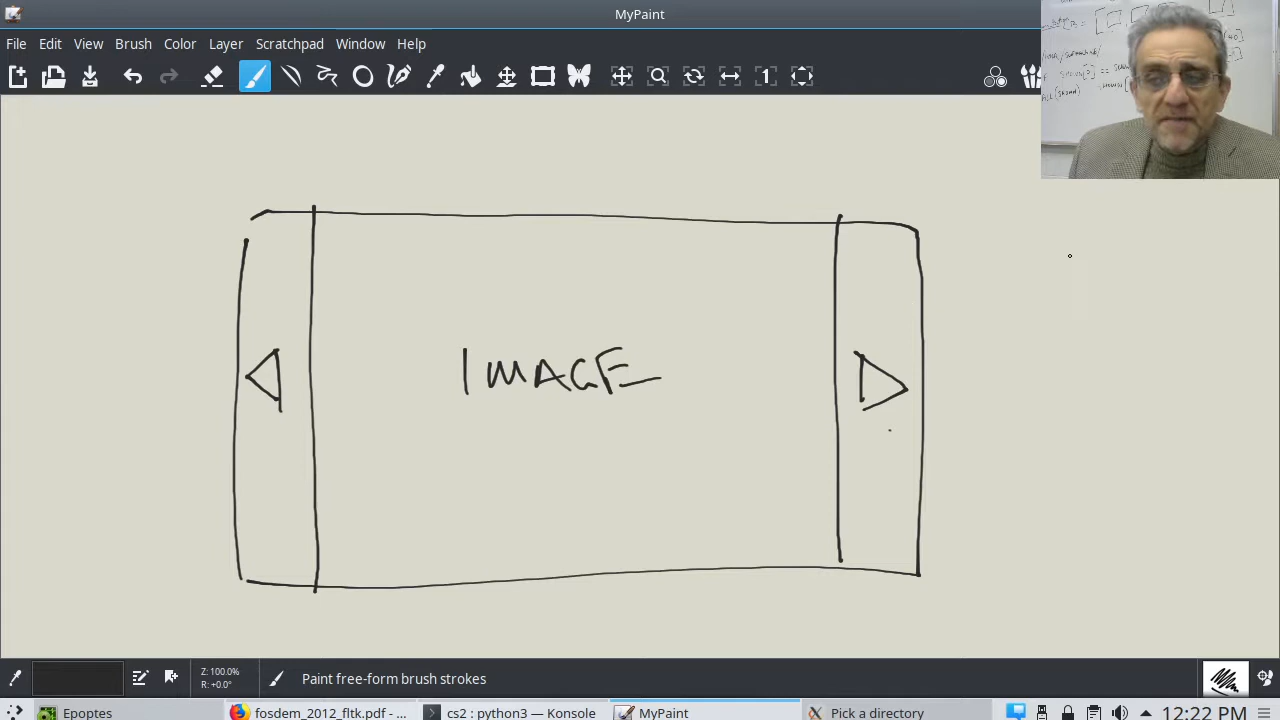 MyPaint
File Edit View Brush Color Layer Scratchpad Window Help
IMAGE
Z: 100.0%
R: +0.0°
Paint free-form brush strokes
Epoptes
fosdem_2012_fltk.pdf - ...
cs2 : python3 — Konsole
MyPaint
Pick a directory
12:22 PM